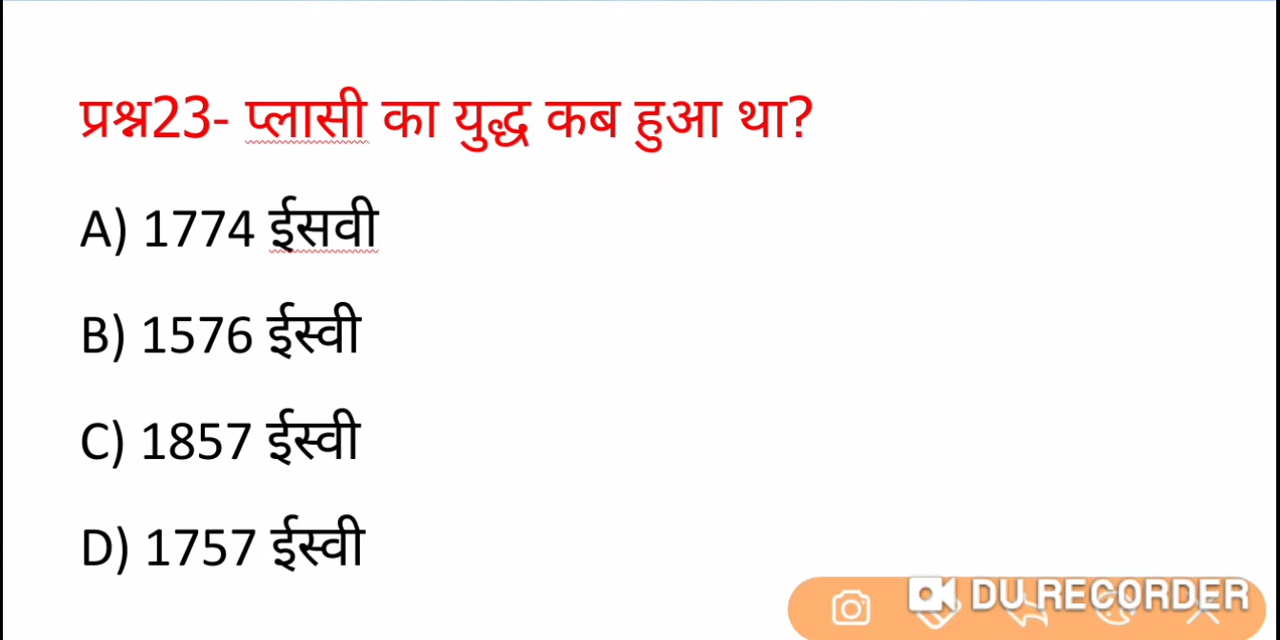 प्रश्न23- प्लासी का युद्ध कब हुआ था?
A) 1774 ईसवी
B) 1576 ईस्वी
C) 1857 ईस्वी
D) 1757 ईस्वी
DU RECORDER